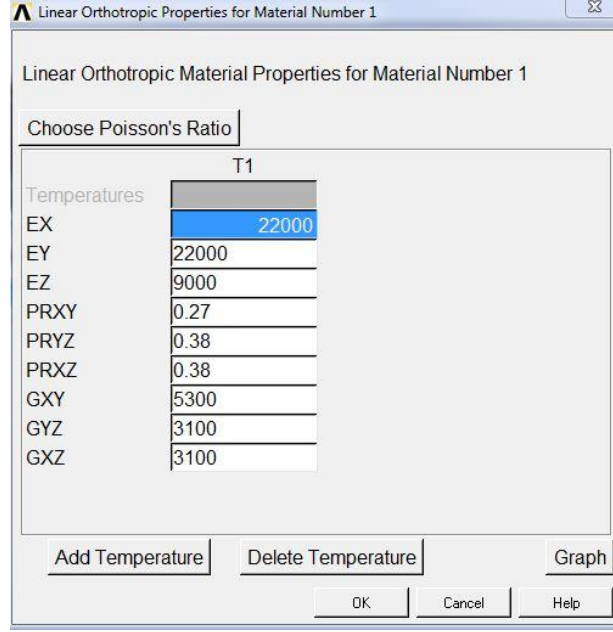 Linear Orthotropic Properties for Material Number 1
Linear Orthotropic Material Properties for Material Number 1
Choose Poisson's Ratio
T1
Temperatures
EX 22000
EY 22000
EZ 9000
PRXY 0.27
PRYZ 0.38
PRXZ 0.38
GXY 5300
GYZ 3100
GXZ 3100
Add Temperature Delete Temperature Graph
OK Cancel Help